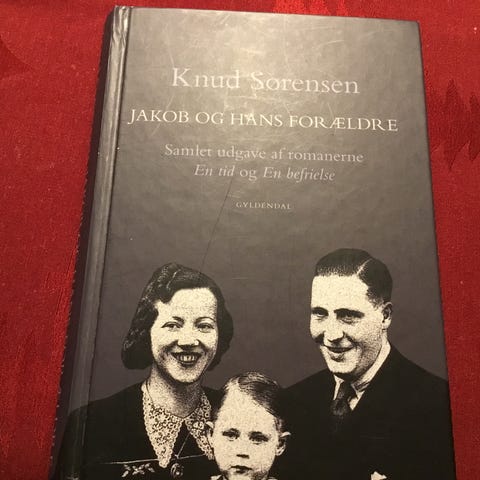 Knud Sørensen
JAKOB OG HANS FORÆLDRE
Samlet udgave af romanerne
En tid og En befrielse
GYLDENDAL